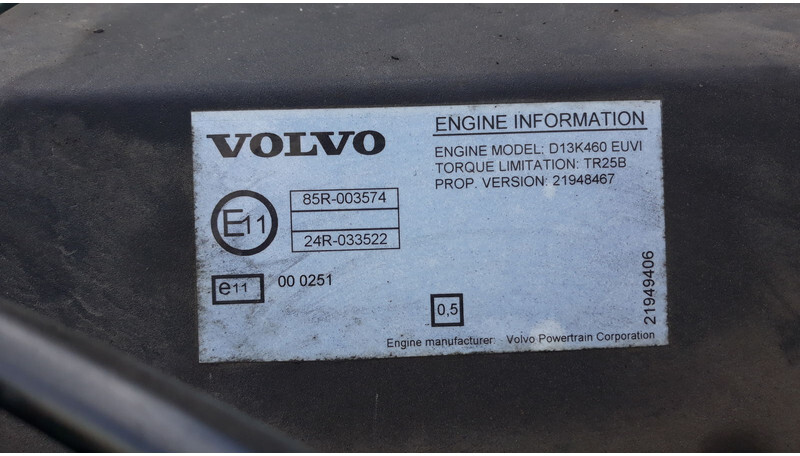 VOLVO
ENGINE INFORMATION
ENGINE MODEL: D13K460 EUVI
TORQUE LIMITATION: TR25B
PROP. VERSION: 21948467
E11
85R-003574
24R-033522
e11
00 0251
0,5
21949406
Engine manufacturer: Volvo Powertrain Corporation